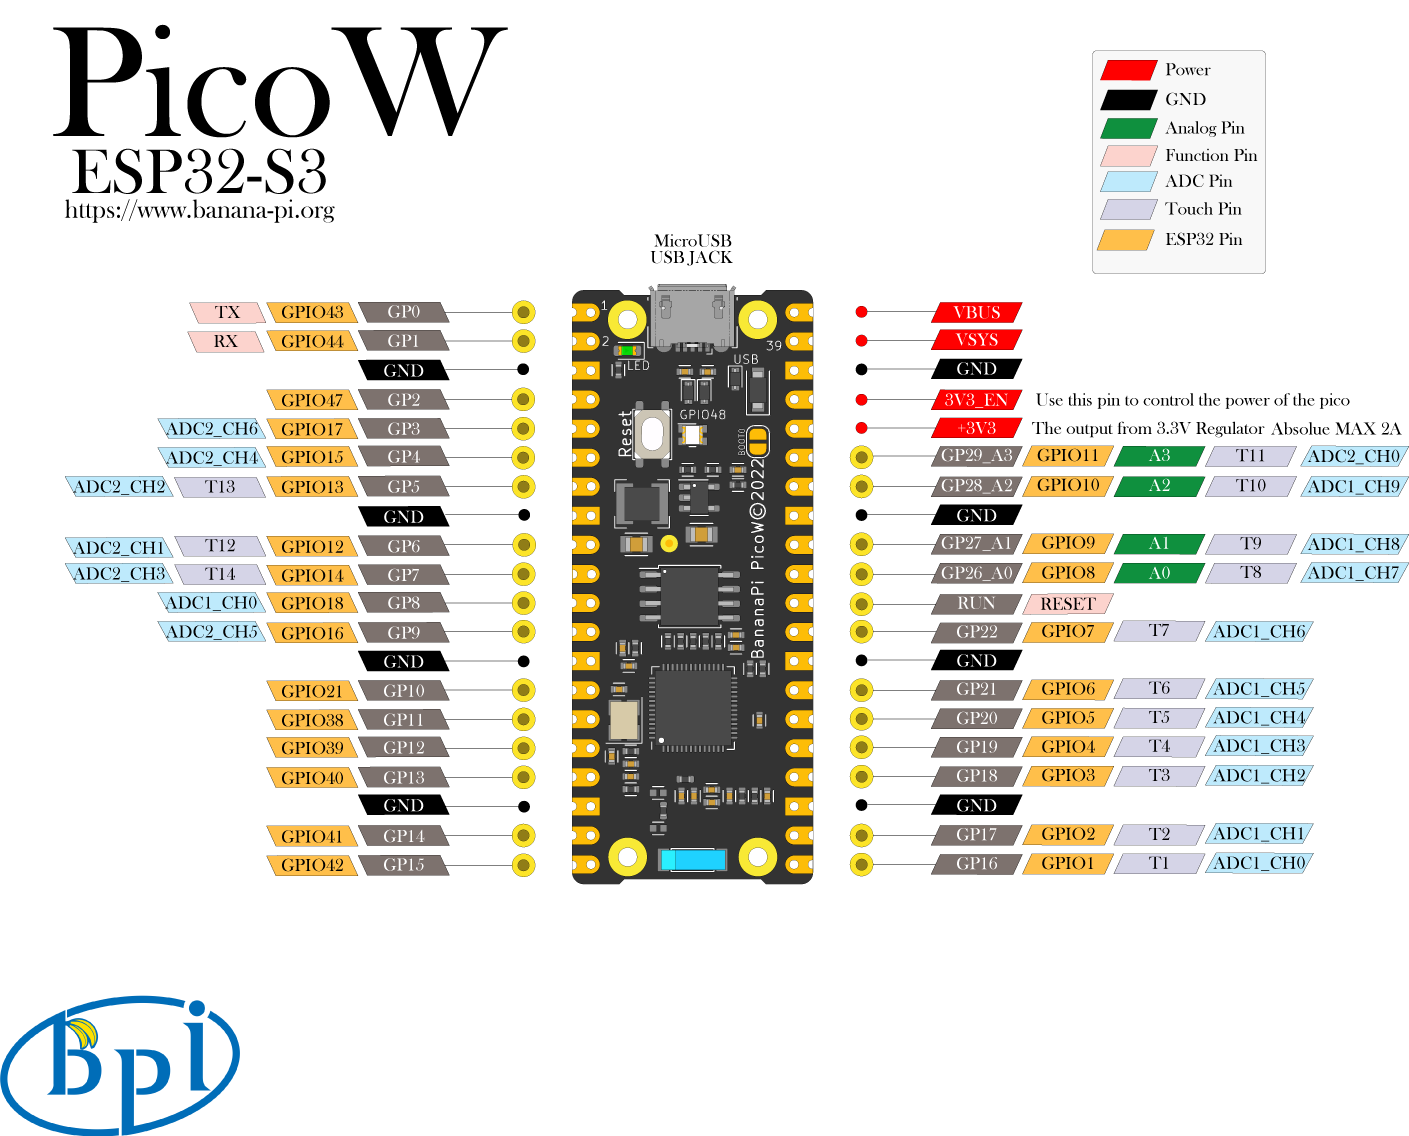 PicoW
ESP32-S3
https://www.banana-pi.org
Power
GND
Analog Pin
Function Pin
ADC Pin
Touch Pin
ESP32 Pin
MicroUSB
USB JACK
TX GPIO43 GP0
RX GPIO44 GP1
GND
GPIO47 GP2
ADC2_CH6 GPIO17 GP3
ADC2_CH4 GPIO15 GP4
ADC2_CH2 T13 GPIO13 GP5
GND
ADC2_CH1 T12 GPIO12 GP6
ADC2_CH3 T14 GPIO14 GP7
ADC1_CH0 GPIO18 GP8
ADC2_CH5 GPIO16 GP9
GND
GPIO21 GP10
GPIO38 GP11
GPIO39 GP12
GPIO40 GP13
GND
GPIO41 GP14
GPIO42 GP15
1
2
39
LED
USB
GPIO48
Reset
BOOT0
BananaPi PicoW©2022
VBUS
VSYS
GND
3V3_EN Use this pin to control the power of the pico
+3V3 The output from 3.3V Regulator Absolue MAX 2A
GP29_A3 GPIO11 A3 T11 ADC2_CH0
GP28_A2 GPIO10 A2 T10 ADC1_CH9
GND
GP27_A1 GPIO9 A1 T9 ADC1_CH8
GP26_A0 GPIO8 A0 T8 ADC1_CH7
RUN RESET
GP22 GPIO7 T7 ADC1_CH6
GND
GP21 GPIO6 T6 ADC1_CH5
GP20 GPIO5 T5 ADC1_CH4
GP19 GPIO4 T4 ADC1_CH3
GP18 GPIO3 T3 ADC1_CH2
GND
GP17 GPIO2 T2 ADC1_CH1
GP16 GPIO1 T1 ADC1_CH0
Bpi